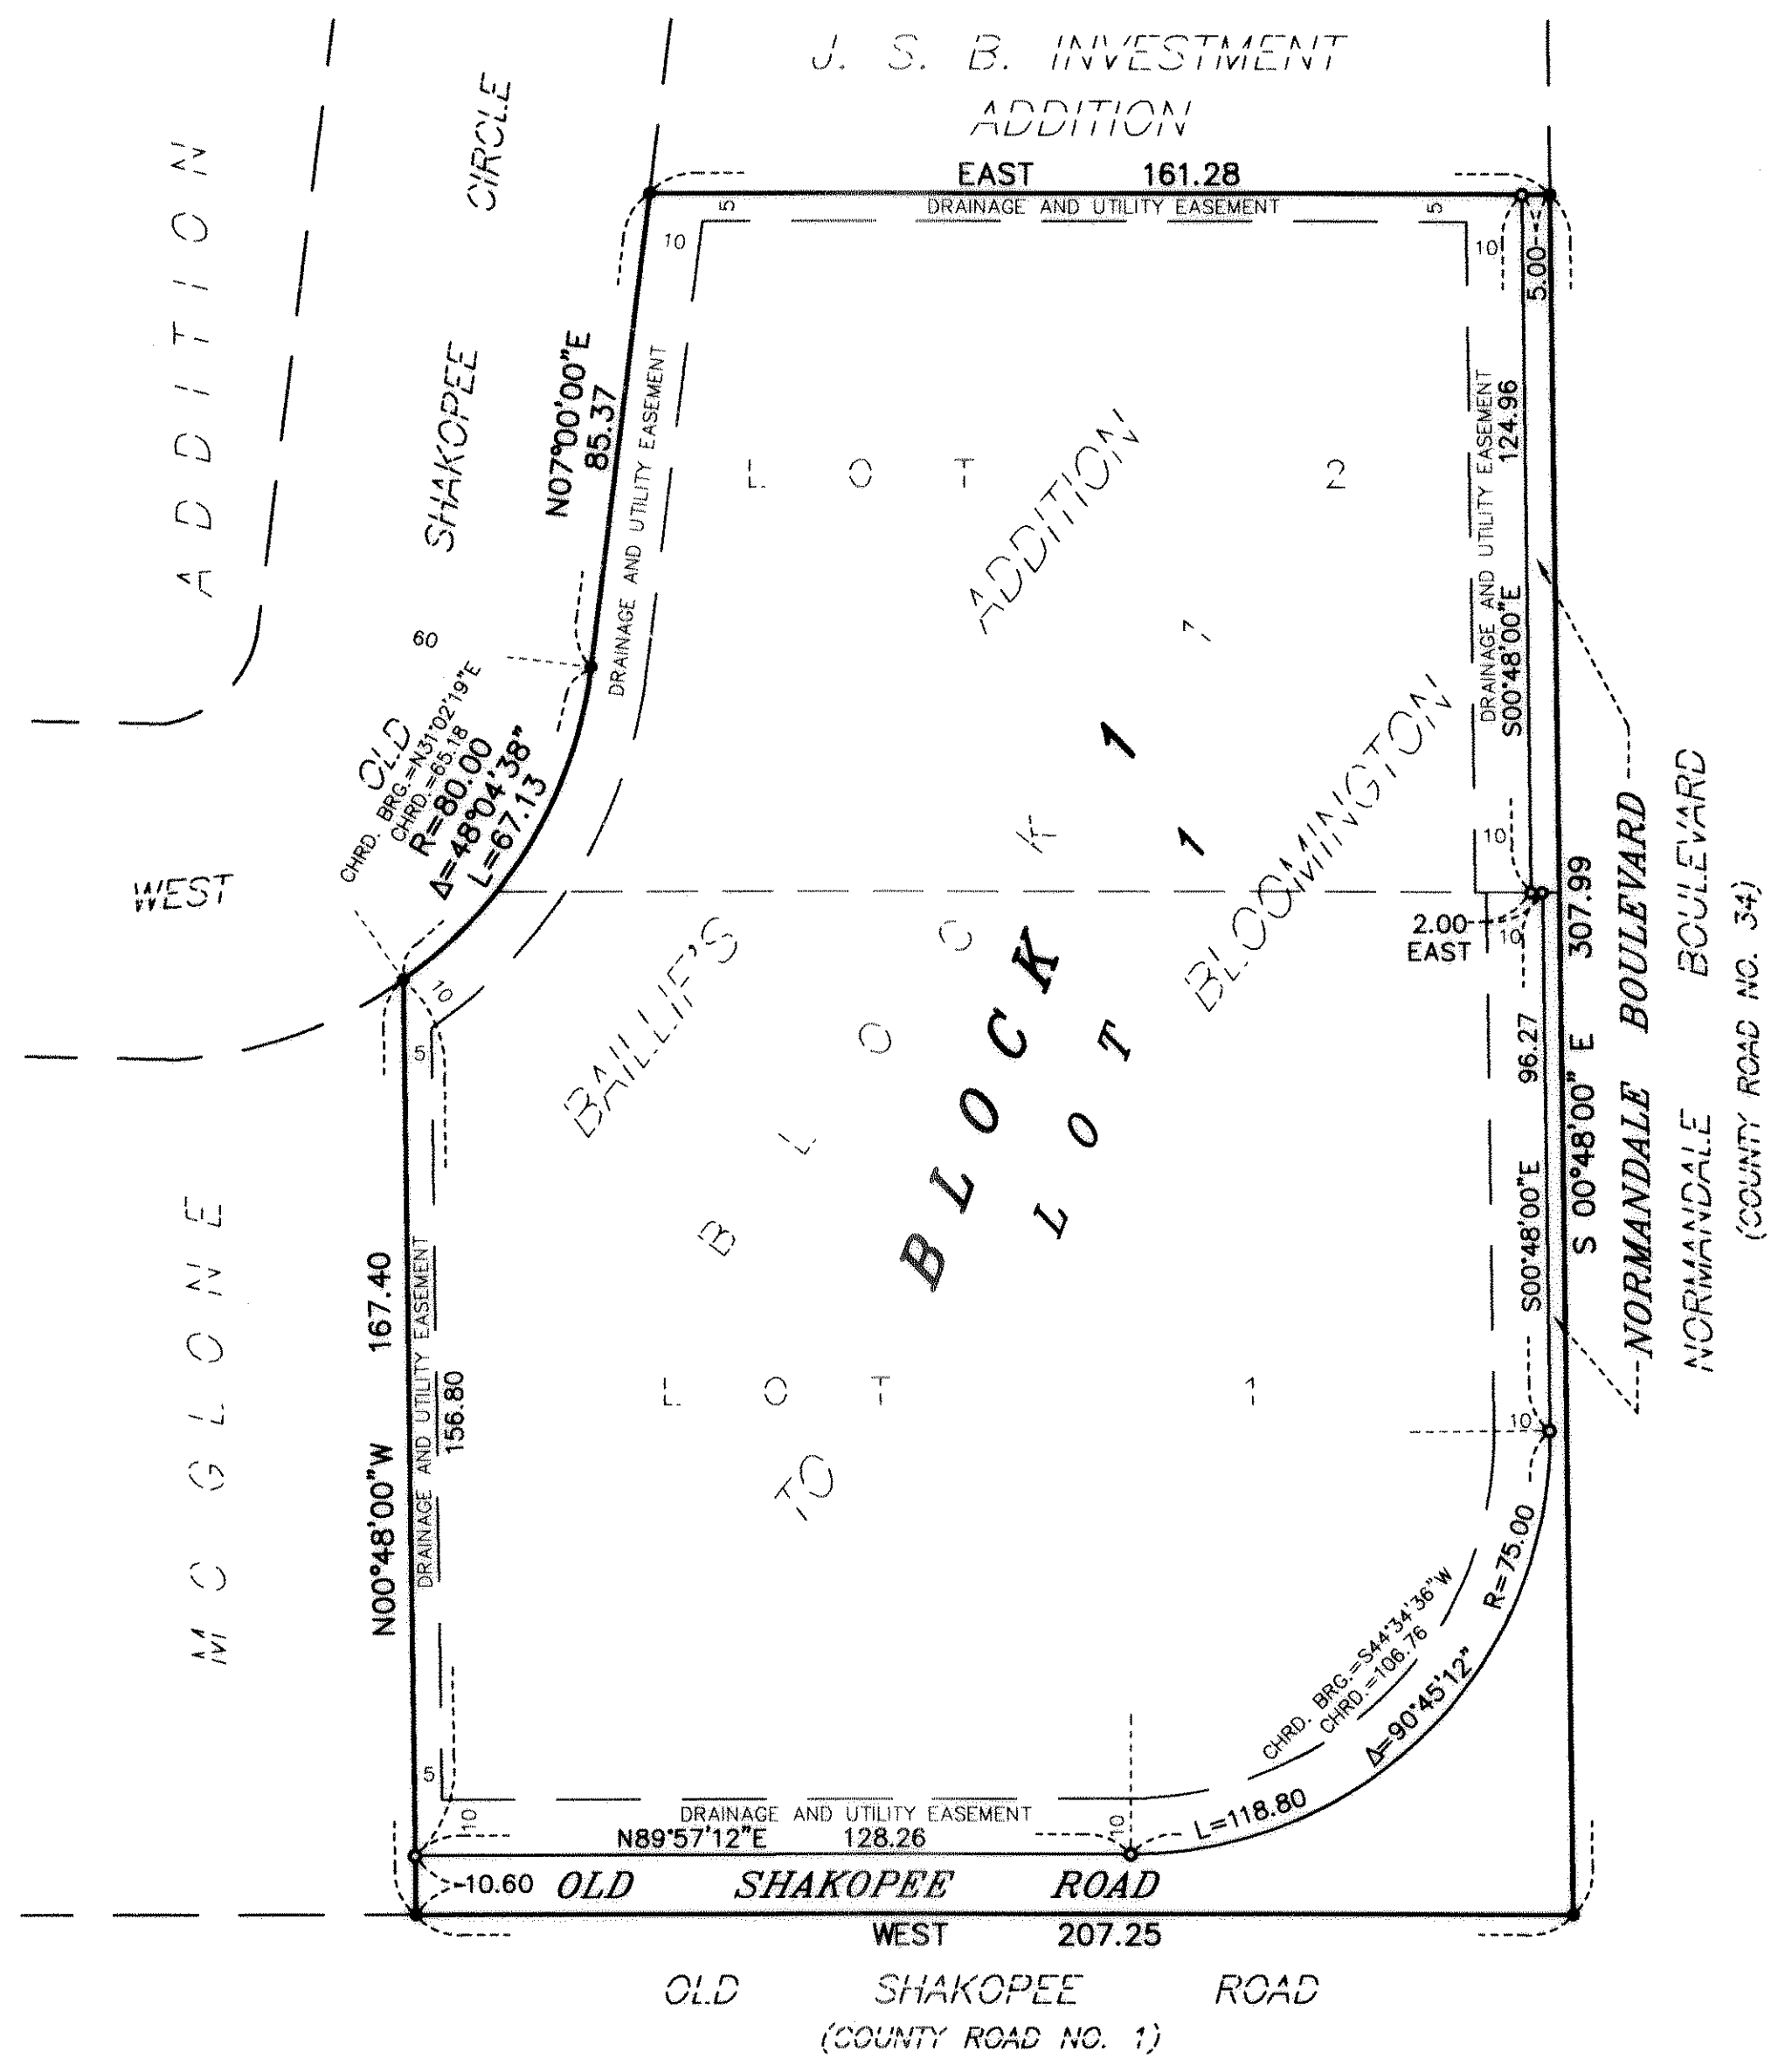 J. S. B. INVESTMENT
ADDITION
EAST 161.28
DRAINAGE AND UTILITY EASEMENT
5
5
10
10
5.00
ADDITION
CIRCLE
SHAKOPEE
N07°00'00"E
85.37
DRAINAGE AND UTILITY EASEMENT
LOT 2
ADDITION
1
DRAINAGE AND UTILITY EASEMENT
124.96
S00°48'00"E
60
OLD
CHRD. BRG.=N31°02'19"E
CHRD.=65.18
R=80.00
Δ=48°04'38"
L=67.13
WEST
10
BLOCK
BLOCK 1
LOT 1
BAILLIF'S
BLOOMINGTON
TO
2.00
EAST
10
10
5
96.27
S00°48'00"E
307.99
S 00°48'00" E
NORMANDALE BOULEVARD
NORMANDALE BOULEVARD
(COUNTY ROAD NO. 34)
MC GLONE
N00°48'00"W 167.40
DRAINAGE AND UTILITY EASEMENT
156.80
LOT 1
10
R=75.00
CHRD. BRG.=S44°34'36"W
CHRD.=106.76
Δ=90°45'12"
L=118.80
5
10
DRAINAGE AND UTILITY EASEMENT
N89°57'12"E 128.26
10
10.60
OLD SHAKOPEE ROAD
WEST 207.25
OLD SHAKOPEE ROAD
(COUNTY ROAD NO. 1)